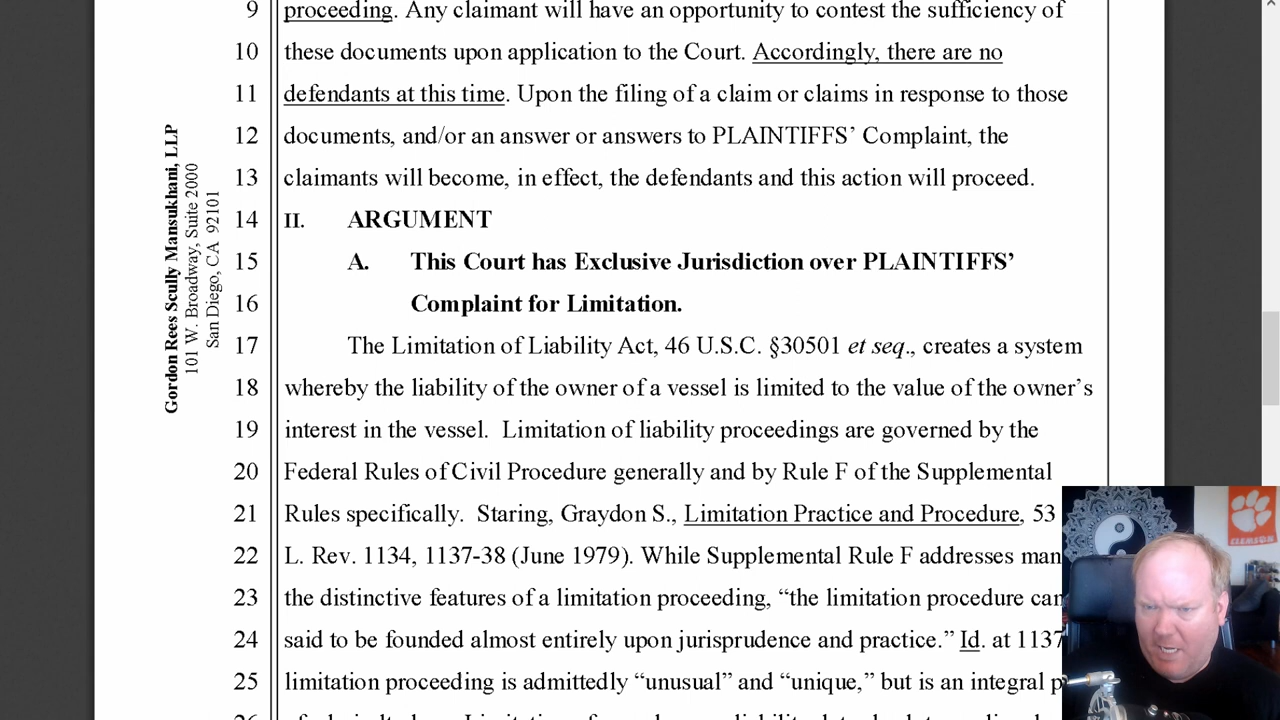 9 proceeding. Any claimant will have an opportunity to contest the sufficiency of
10 these documents upon application to the Court. Accordingly, there are no
11 defendants at this time. Upon the filing of a claim or claims in response to those
12 documents, and/or an answer or answers to PLAINTIFFS’ Complaint, the
13 claimants will become, in effect, the defendants and this action will proceed.
14 II. ARGUMENT
15 A. This Court has Exclusive Jurisdiction over PLAINTIFFS’
16 Complaint for Limitation.
17 The Limitation of Liability Act, 46 U.S.C. §30501 et seq., creates a system
18 whereby the liability of the owner of a vessel is limited to the value of the owner’s
19 interest in the vessel. Limitation of liability proceedings are governed by the
20 Federal Rules of Civil Procedure generally and by Rule F of the Supplemental
21 Rules specifically. Staring, Graydon S., Limitation Practice and Procedure, 53
22 L. Rev. 1134, 1137-38 (June 1979). While Supplemental Rule F addresses man
23 the distinctive features of a limitation proceeding, “the limitation procedure can
24 said to be founded almost entirely upon jurisprudence and practice.” Id. at 1137
25 limitation proceeding is admittedly “unusual” and “unique,” but is an integral p
Gordon Rees Scully Mansukhani, LLP
101 W. Broadway, Suite 2000
San Diego, CA 92101
CLEMSON